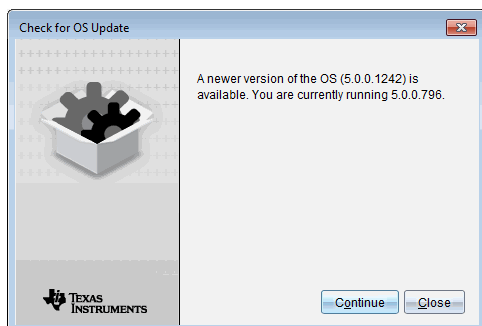 Check for OS Update
A newer version of the OS (5.0.0.1242) is
available. You are currently running 5.0.0.796.
TEXAS
INSTRUMENTS
Continue
Close